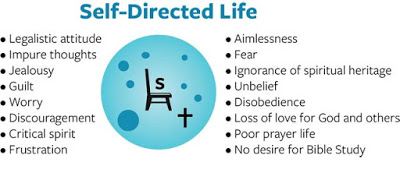 Self-Directed Life
• Legalistic attitude
• Impure thoughts
• Jealousy
• Guilt
• Worry
• Discouragement
• Critical spirit
• Frustration
S
• Aimlessness
• Fear
• Ignorance of spiritual heritage
• Unbelief
• Disobedience
• Loss of love for God and others
• Poor prayer life
• No desire for Bible Study